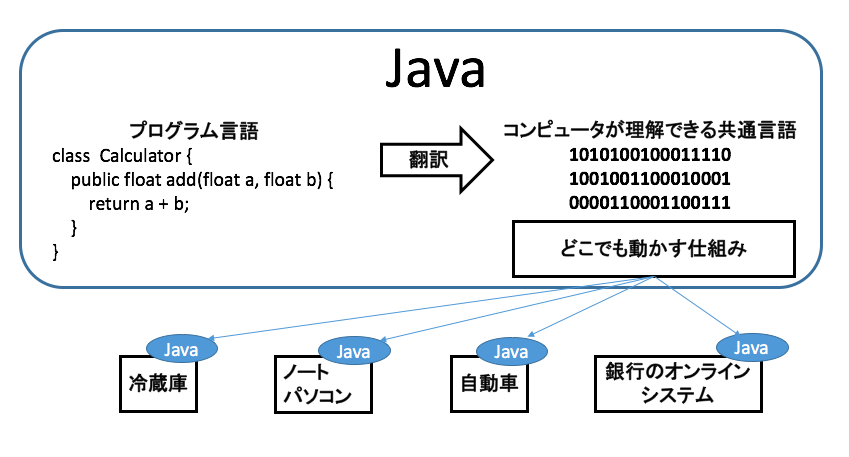 Java
プログラム言語
class Calculator {
public float add(float a, float b) {
return a + b;
}
}
翻訳
コンピュータが理解できる共通言語
1010100100011110
1001001100010001
0000110001100111
どこでも動かす仕組み
Java
冷蔵庫
Java
ノート
パソコン
Java
自動車
Java
銀行のオンライン
システム